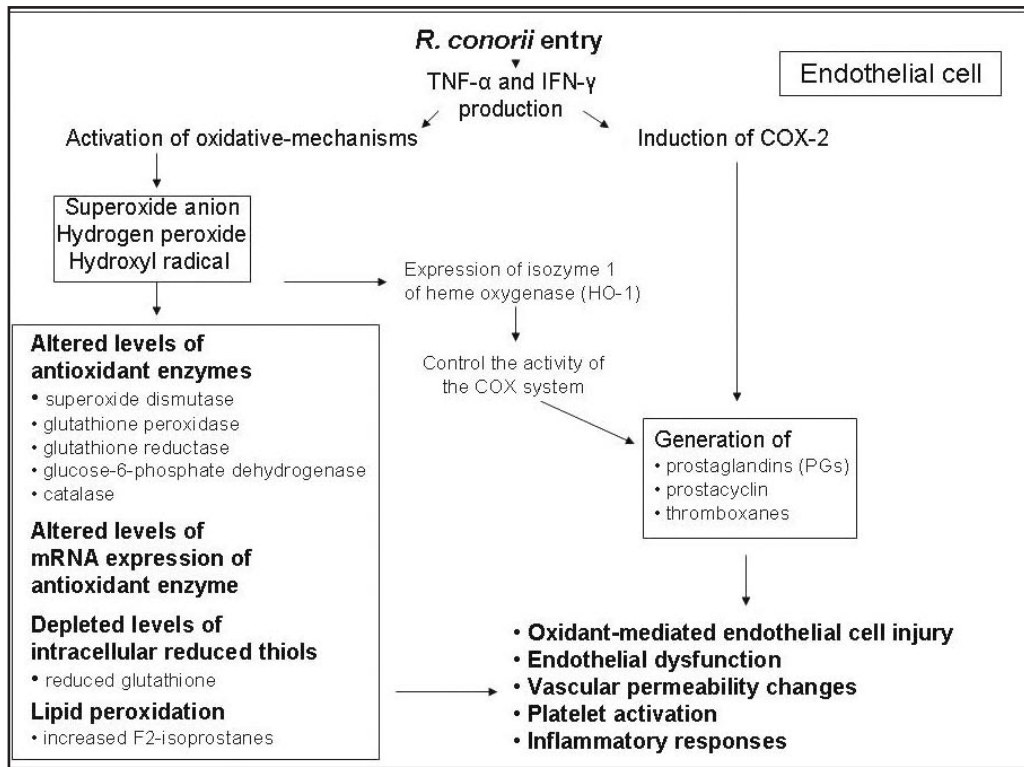 R. conorii entry
TNF-α and IFN-γ
production
Endothelial cell
Activation of oxidative-mechanisms
Induction of COX-2
Superoxide anion
Hydrogen peroxide
Hydroxyl radical
Expression of isozyme 1
of heme oxygenase (HO-1)
Control the activity of
the COX system
Altered levels of
antioxidant enzymes
• superoxide dismutase
• glutathione peroxidase
• glutathione reductase
• glucose-6-phosphate dehydrogenase
• catalase
Altered levels of
mRNA expression of
antioxidant enzyme
Depleted levels of
intracellular reduced thiols
• reduced glutathione
Lipid peroxidation
• increased F2-isoprostanes
Generation of
• prostaglandins (PGs)
• prostacyclin
• thromboxanes
• Oxidant-mediated endothelial cell injury
• Endothelial dysfunction
• Vascular permeability changes
• Platelet activation
• Inflammatory responses